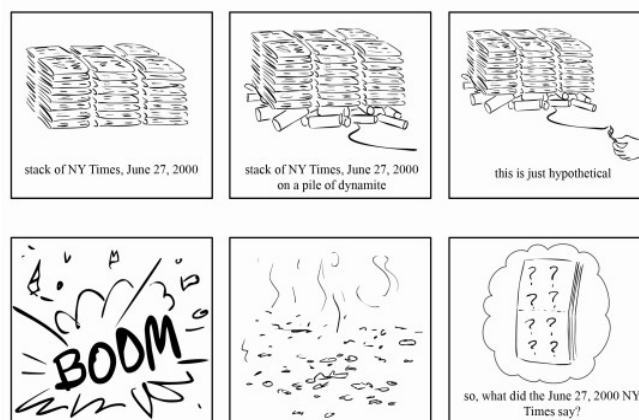 stack of NY Times, June 27, 2000
stack of NY Times, June 27, 2000
on a pile of dynamite
this is just hypothetical
BOOM
? ?
? ?
? ?
? ?
so, what did the June 27, 2000 NY
Times say?